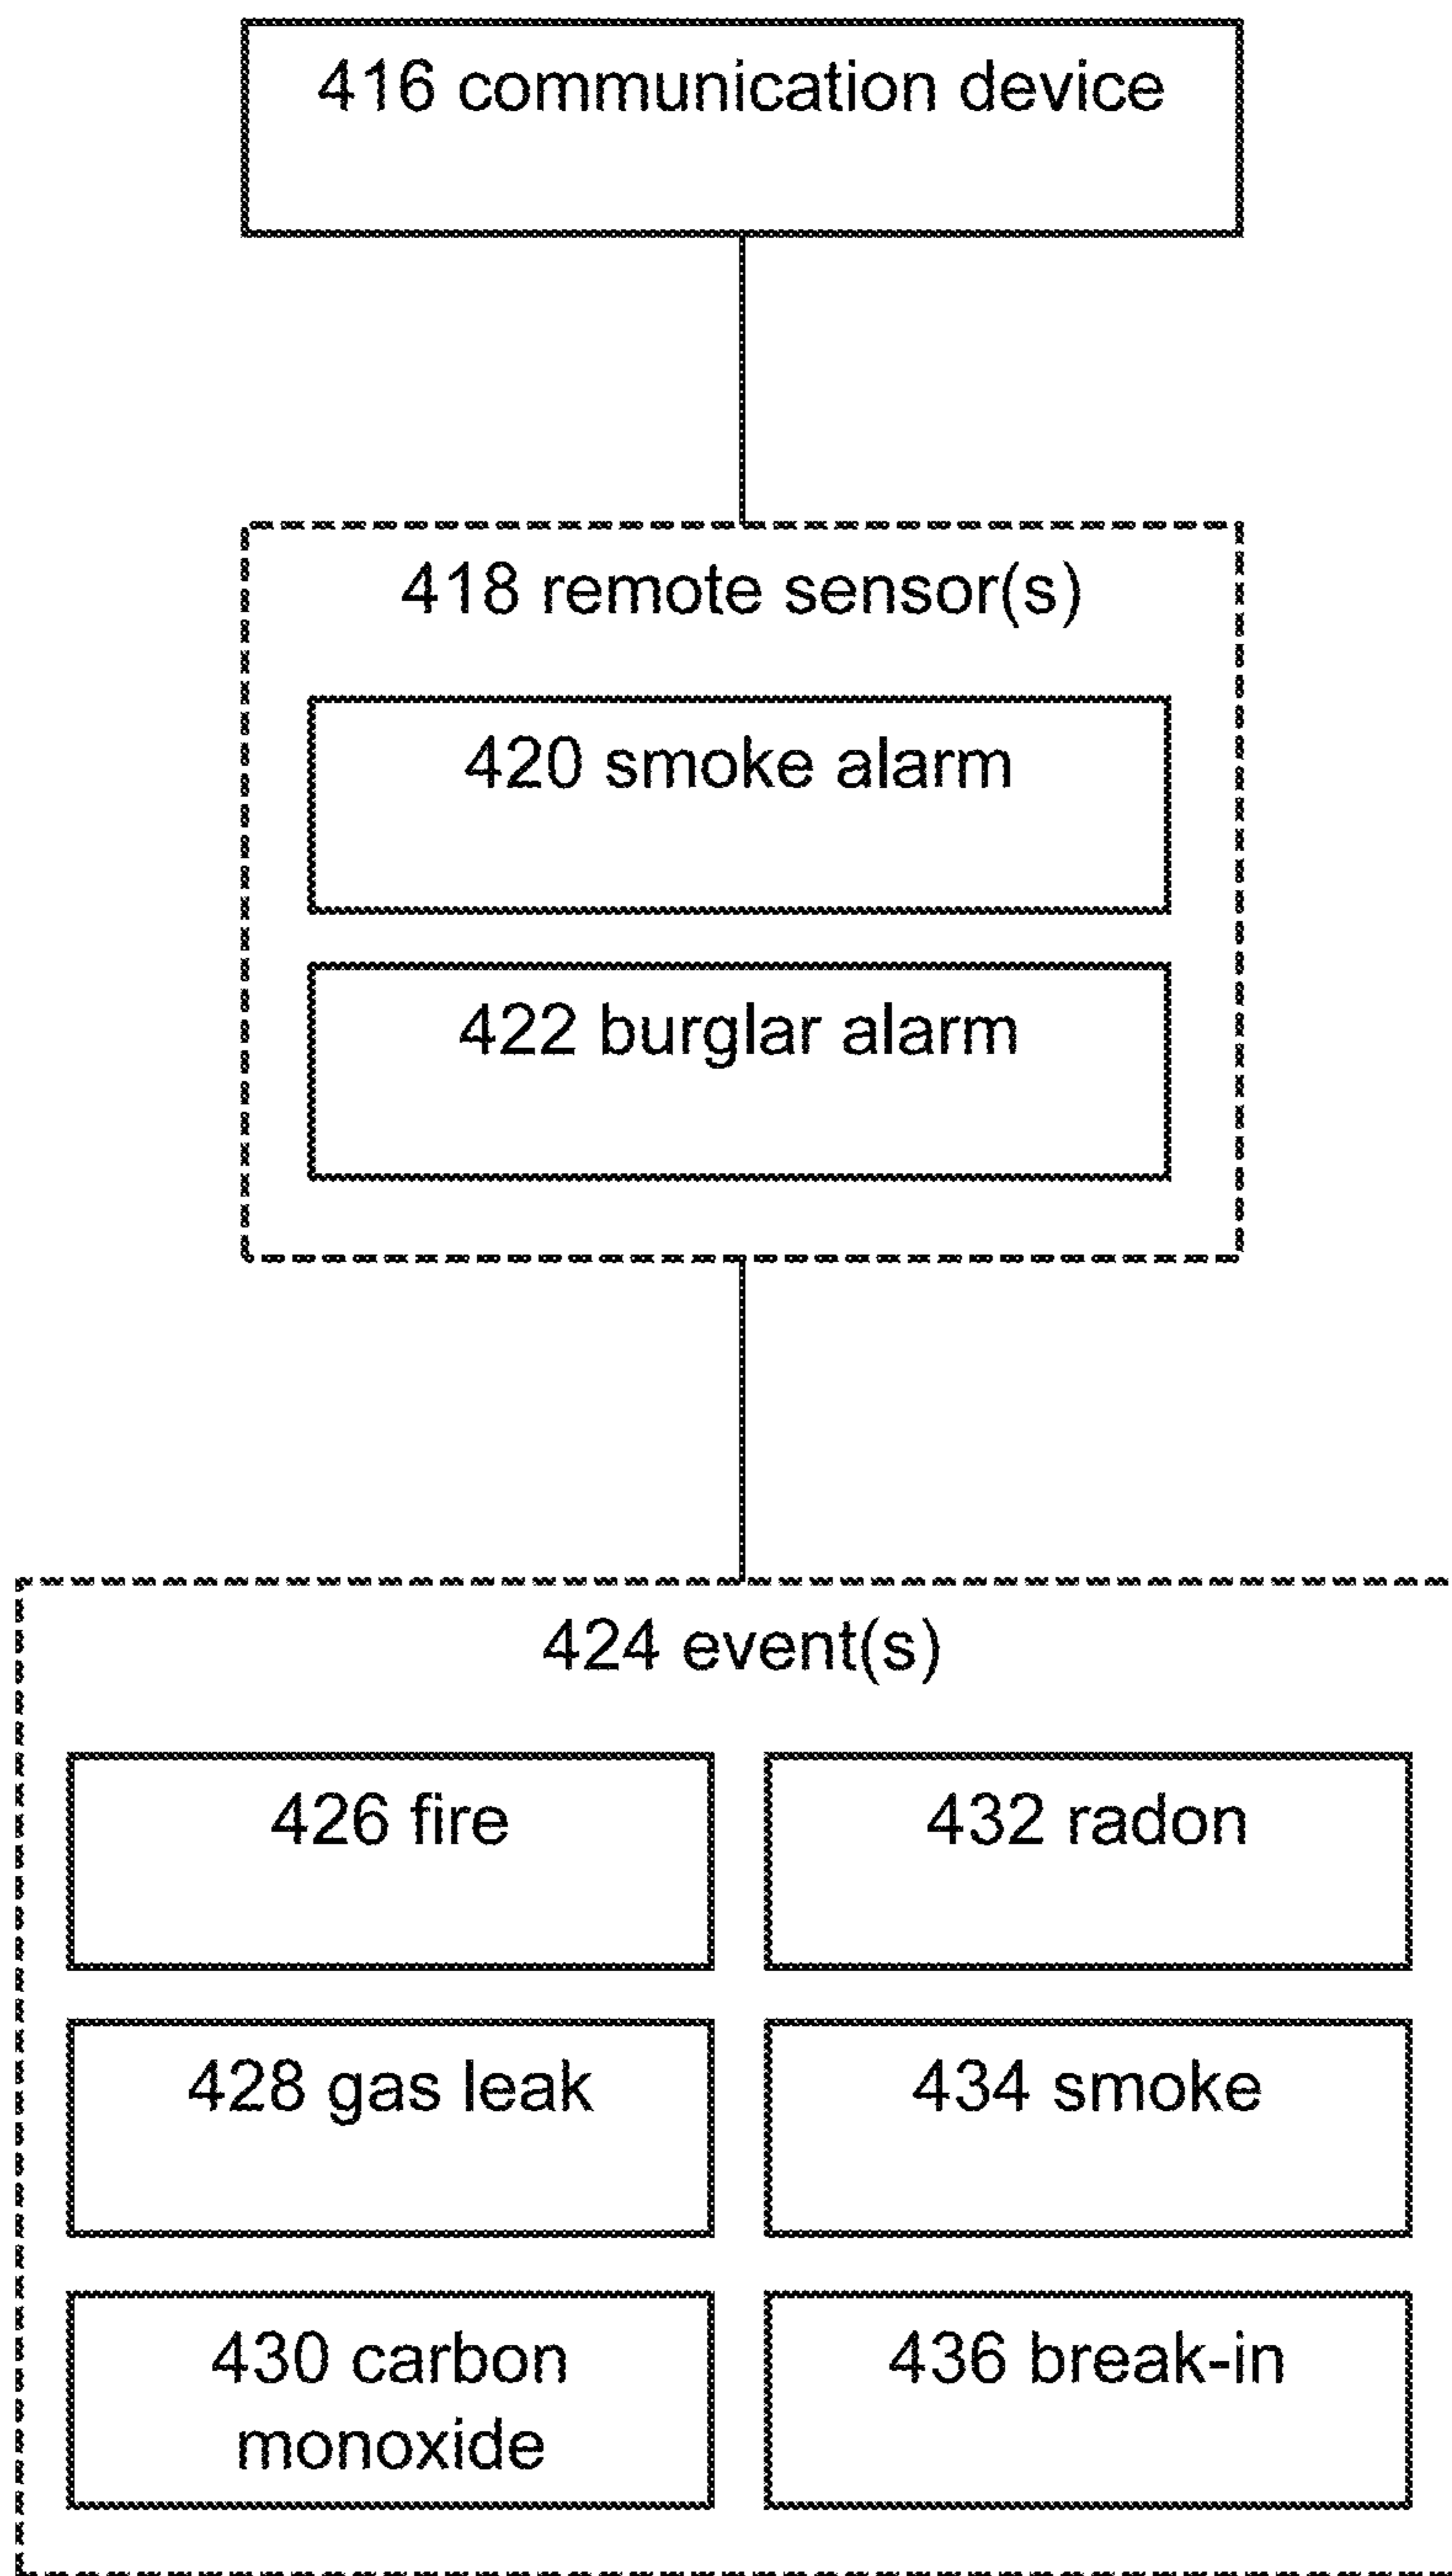 416 communication device
418 remote sensor(s)
420 smoke alarm
422 burglar alarm
424 event(s)
426 fire
432 radon
428 gas leak
434 smoke
430 carbon
monoxide
436 break-in